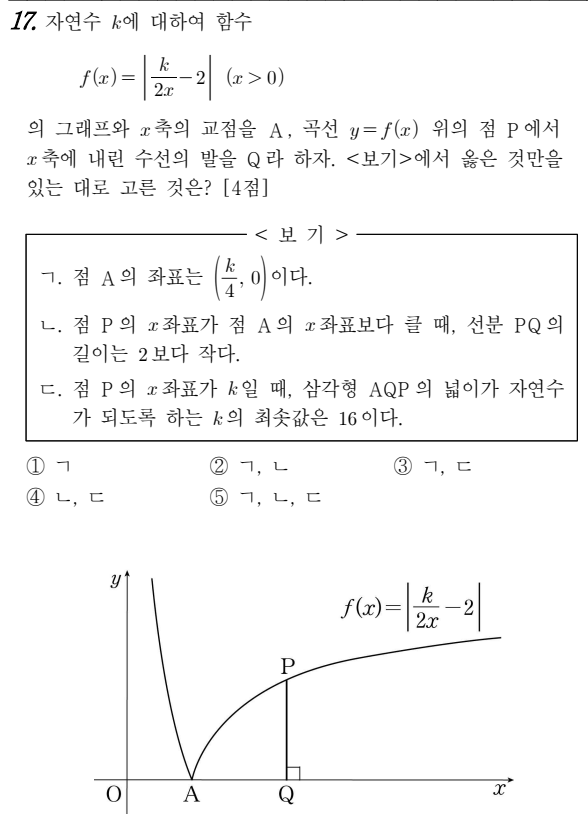 17. 자연수 k에 대하여 함수
f(x) = | k/2x − 2 | (x > 0)
의 그래프와 x축의 교점을 A, 곡선 y = f(x) 위의 점 P에서
x축에 내린 수선의 발을 Q라 하자. <보기>에서 옳은 것만을
있는 대로 고른 것은? [4점]
< 보 기 >
ㄱ. 점 A의 좌표는 (k/4, 0)이다.
ㄴ. 점 P의 x좌표가 점 A의 x좌표보다 클 때, 선분 PQ의
길이는 2보다 작다.
ㄷ. 점 P의 x좌표가 k일 때, 삼각형 AQP의 넓이가 자연수
가 되도록 하는 k의 최솟값은 16이다.
① ㄱ ② ㄱ, ㄴ ③ ㄱ, ㄷ
④ ㄴ, ㄷ ⑤ ㄱ, ㄴ, ㄷ
y
f(x) = | k/2x − 2 |
P
O A Q x